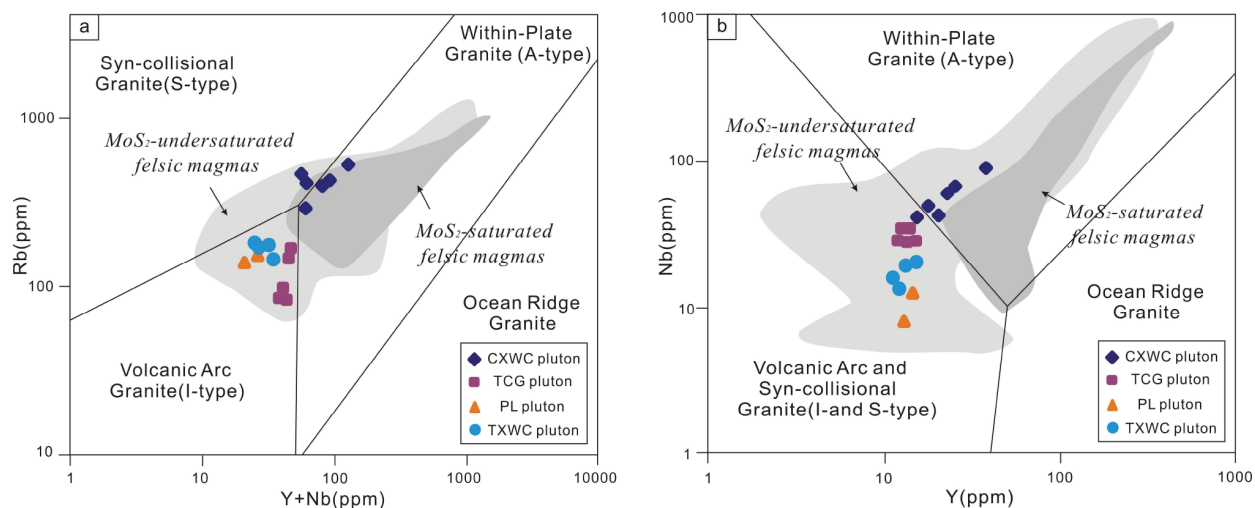 a
Syn-collisional
Granite(S-type)
Within-Plate
Granite (A-type)
MoS2-undersaturated
felsic magmas
MoS2-saturated
felsic magmas
Ocean Ridge
Granite
Volcanic Arc
Granite(I-type)
CXWC pluton
TCG pluton
PL pluton
TXWC pluton
Rb(ppm)
1000
100
10
1
10
100
1000
10000
Y+Nb(ppm)
b
Within-Plate
Granite (A-type)
MoS2-undersaturated
felsic magmas
MoS2-saturated
felsic magmas
Ocean Ridge
Granite
Volcanic Arc and
Syn-collisional
Granite(I-and S-type)
CXWC pluton
TCG pluton
PL pluton
TXWC pluton
Nb(ppm)
1000
100
10
1
1
10
100
1000
Y(ppm)